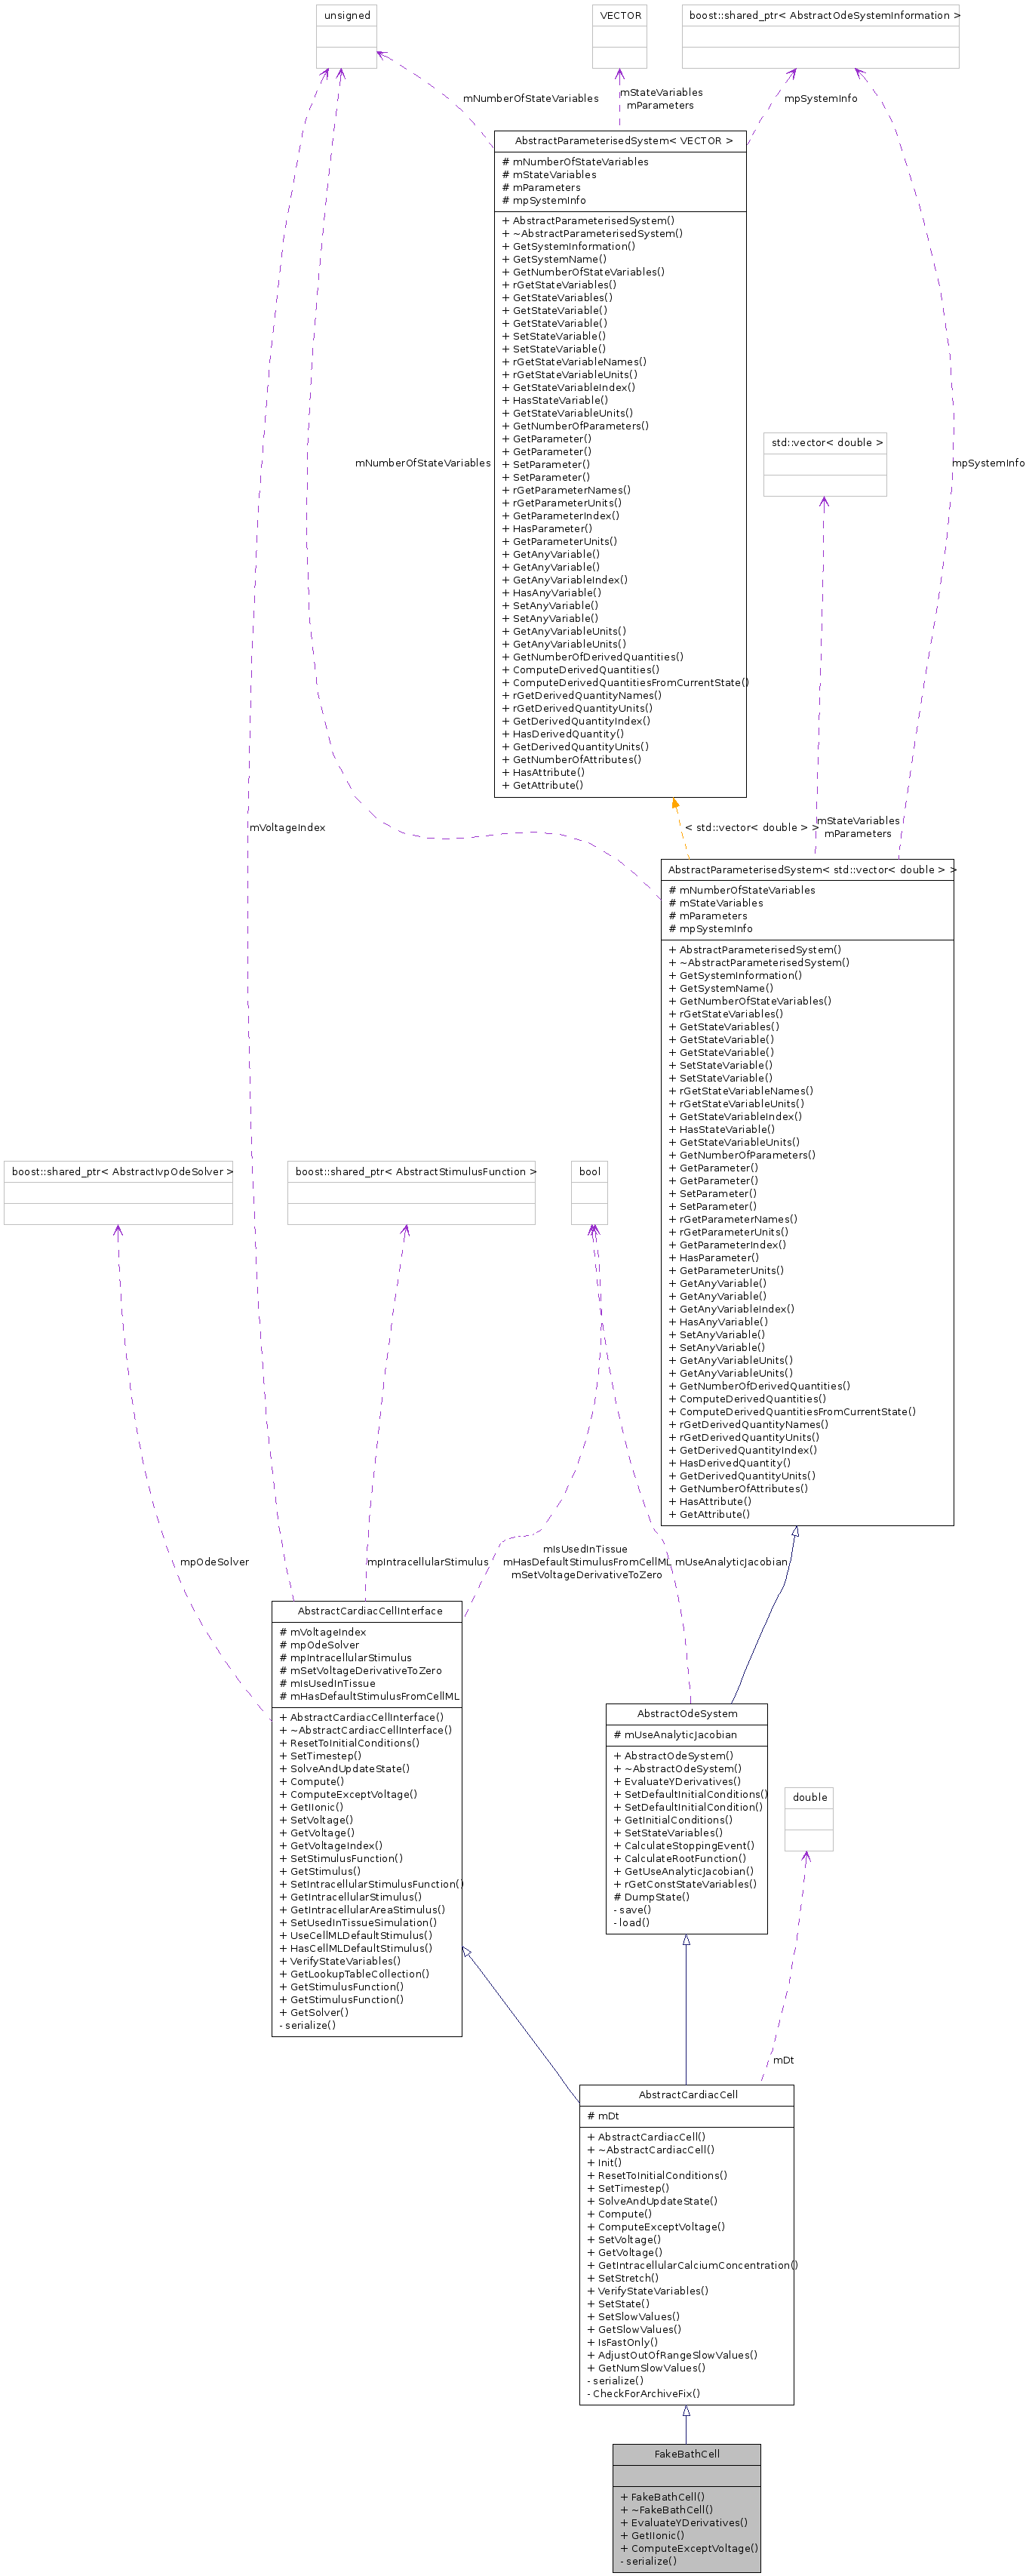 unsigned
VECTOR
boost::shared_ptr< AbstractOdeSystemInformation >
mNumberOfStateVariables
mStateVariables
mParameters
mpSystemInfo
AbstractParameterisedSystem< VECTOR >
# mNumberOfStateVariables
# mStateVariables
# mParameters
# mpSystemInfo
+ AbstractParameterisedSystem()
+ ~AbstractParameterisedSystem()
+ GetSystemInformation()
+ GetSystemName()
+ GetNumberOfStateVariables()
+ rGetStateVariables()
+ GetStateVariables()
+ GetStateVariable()
+ GetStateVariable()
+ SetStateVariable()
+ SetStateVariable()
+ rGetStateVariableNames()
+ rGetStateVariableUnits()
+ GetStateVariableIndex()
+ HasStateVariable()
+ GetStateVariableUnits()
+ GetNumberOfParameters()
+ GetParameter()
+ GetParameter()
+ SetParameter()
+ SetParameter()
+ rGetParameterNames()
+ rGetParameterUnits()
+ GetParameterIndex()
+ HasParameter()
+ GetParameterUnits()
+ GetAnyVariable()
+ GetAnyVariable()
+ GetAnyVariableIndex()
+ HasAnyVariable()
+ SetAnyVariable()
+ SetAnyVariable()
+ GetAnyVariableUnits()
+ GetAnyVariableUnits()
+ GetNumberOfDerivedQuantities()
+ ComputeDerivedQuantities()
+ ComputeDerivedQuantitiesFromCurrentState()
+ rGetDerivedQuantityNames()
+ rGetDerivedQuantityUnits()
+ GetDerivedQuantityIndex()
+ HasDerivedQuantity()
+ GetDerivedQuantityUnits()
+ GetNumberOfAttributes()
+ HasAttribute()
+ GetAttribute()
std::vector< double >
mNumberOfStateVariables
mpSystemInfo
mVoltageIndex
< std::vector< double > >
mStateVariables
mParameters
AbstractParameterisedSystem< std::vector< double > >
# mNumberOfStateVariables
# mStateVariables
# mParameters
# mpSystemInfo
+ AbstractParameterisedSystem()
+ ~AbstractParameterisedSystem()
+ GetSystemInformation()
+ GetSystemName()
+ GetNumberOfStateVariables()
+ rGetStateVariables()
+ GetStateVariables()
+ GetStateVariable()
+ GetStateVariable()
+ SetStateVariable()
+ SetStateVariable()
+ rGetStateVariableNames()
+ rGetStateVariableUnits()
+ GetStateVariableIndex()
+ HasStateVariable()
+ GetStateVariableUnits()
+ GetNumberOfParameters()
+ GetParameter()
+ GetParameter()
+ SetParameter()
+ SetParameter()
+ rGetParameterNames()
+ rGetParameterUnits()
+ GetParameterIndex()
+ HasParameter()
+ GetParameterUnits()
+ GetAnyVariable()
+ GetAnyVariable()
+ GetAnyVariableIndex()
+ HasAnyVariable()
+ SetAnyVariable()
+ SetAnyVariable()
+ GetAnyVariableUnits()
+ GetAnyVariableUnits()
+ GetNumberOfDerivedQuantities()
+ ComputeDerivedQuantities()
+ ComputeDerivedQuantitiesFromCurrentState()
+ rGetDerivedQuantityNames()
+ rGetDerivedQuantityUnits()
+ GetDerivedQuantityIndex()
+ HasDerivedQuantity()
+ GetDerivedQuantityUnits()
+ GetNumberOfAttributes()
+ HasAttribute()
+ GetAttribute()
boost::shared_ptr< AbstractIvpOdeSolver >
boost::shared_ptr< AbstractStimulusFunction >
bool
mpOdeSolver
mpIntracellularStimulus
mIsUsedInTissue
mHasDefaultStimulusFromCellML
mSetVoltageDerivativeToZero
mUseAnalyticJacobian
AbstractCardiacCellInterface
# mVoltageIndex
# mpOdeSolver
# mpIntracellularStimulus
# mSetVoltageDerivativeToZero
# mIsUsedInTissue
# mHasDefaultStimulusFromCellML
+ AbstractCardiacCellInterface()
+ ~AbstractCardiacCellInterface()
+ ResetToInitialConditions()
+ SetTimestep()
+ SolveAndUpdateState()
+ Compute()
+ ComputeExceptVoltage()
+ GetIIonic()
+ SetVoltage()
+ GetVoltage()
+ GetVoltageIndex()
+ SetStimulusFunction()
+ GetStimulus()
+ SetIntracellularStimulusFunction()
+ GetIntracellularStimulus()
+ GetIntracellularAreaStimulus()
+ SetUsedInTissueSimulation()
+ UseCellMLDefaultStimulus()
+ HasCellMLDefaultStimulus()
+ VerifyStateVariables()
+ GetLookupTableCollection()
+ GetStimulusFunction()
+ GetStimulusFunction()
+ GetSolver()
- serialize()
AbstractOdeSystem
# mUseAnalyticJacobian
+ AbstractOdeSystem()
+ ~AbstractOdeSystem()
+ EvaluateYDerivatives()
+ SetDefaultInitialConditions()
+ SetDefaultInitialCondition()
+ GetInitialConditions()
+ SetStateVariables()
+ CalculateStoppingEvent()
+ CalculateRootFunction()
+ GetUseAnalyticJacobian()
+ rGetConstStateVariables()
# DumpState()
- save()
- load()
double
mDt
AbstractCardiacCell
# mDt
+ AbstractCardiacCell()
+ ~AbstractCardiacCell()
+ Init()
+ ResetToInitialConditions()
+ SetTimestep()
+ SolveAndUpdateState()
+ Compute()
+ ComputeExceptVoltage()
+ SetVoltage()
+ GetVoltage()
+ GetIntracellularCalciumConcentration()
+ SetStretch()
+ VerifyStateVariables()
+ SetState()
+ SetSlowValues()
+ GetSlowValues()
+ IsFastOnly()
+ AdjustOutOfRangeSlowValues()
+ GetNumSlowValues()
- serialize()
- CheckForArchiveFix()
FakeBathCell
+ FakeBathCell()
+ ~FakeBathCell()
+ EvaluateYDerivatives()
+ GetIIonic()
+ ComputeExceptVoltage()
- serialize()